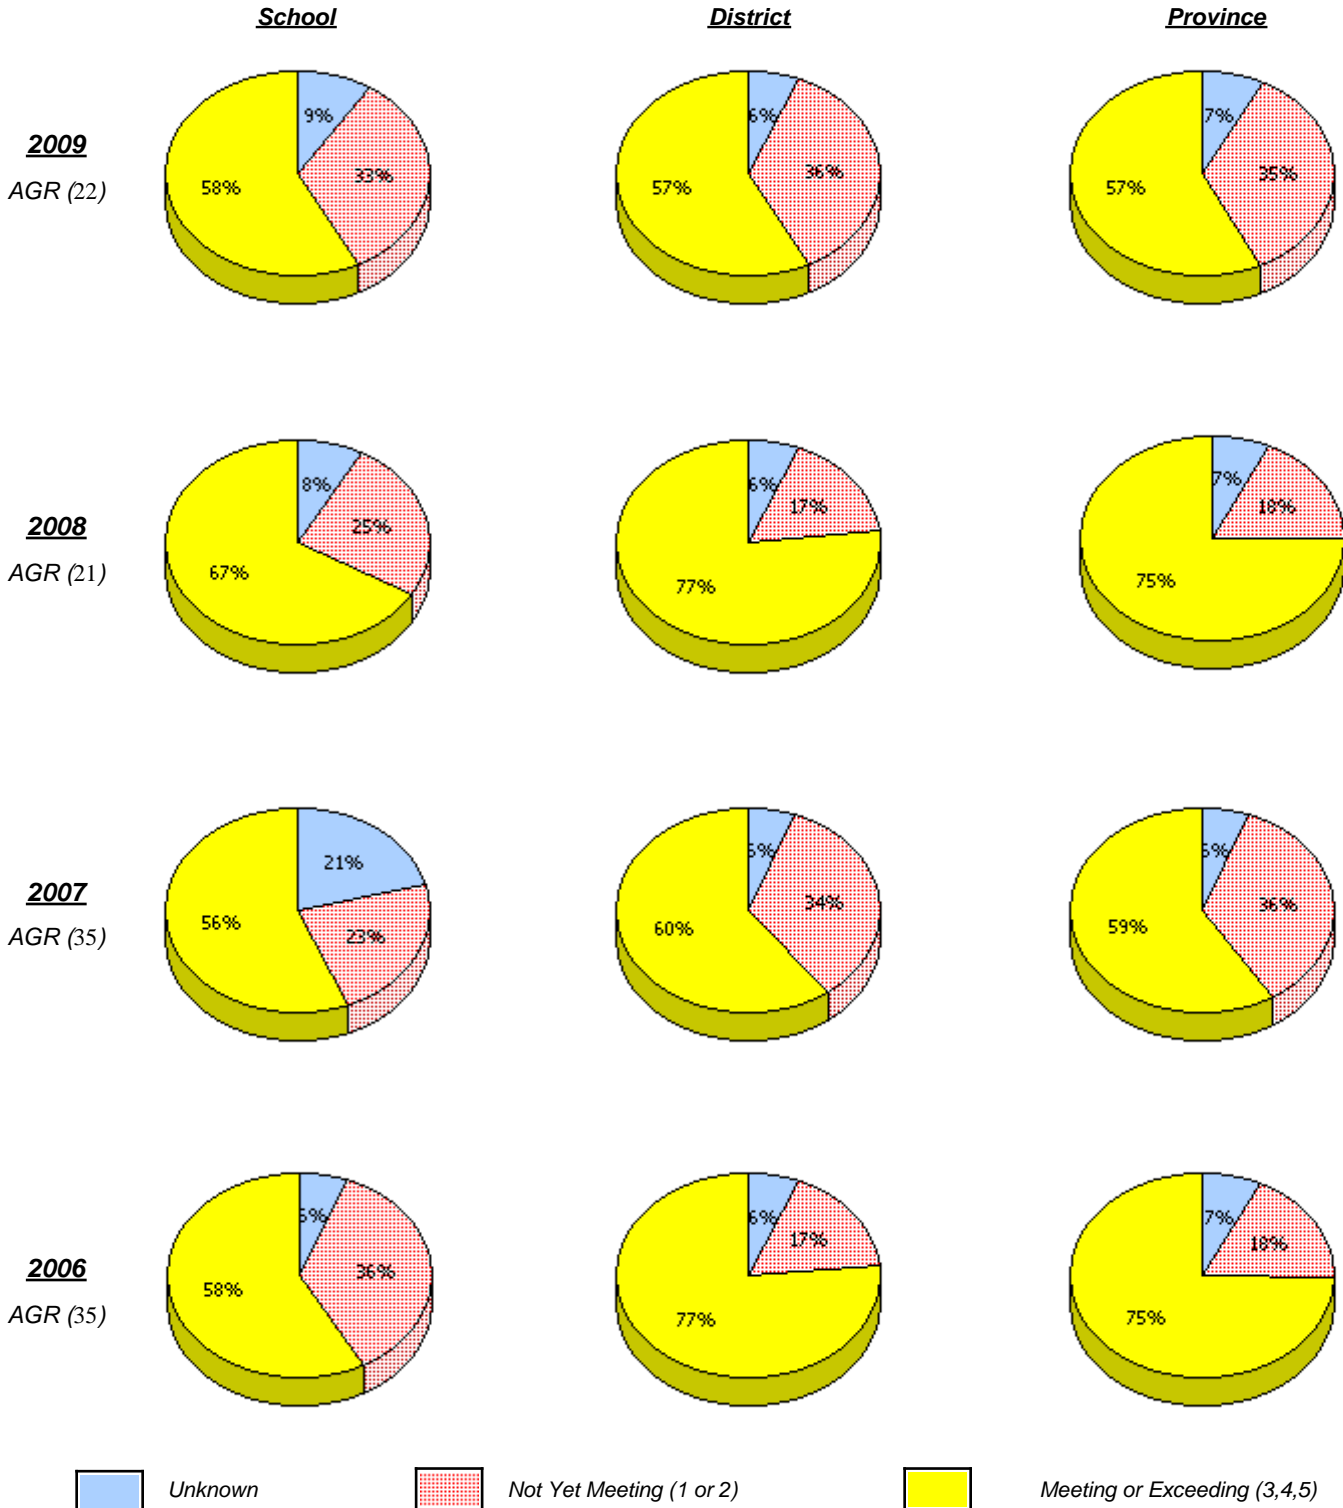 School District Province
2009
AGR (22)
9% 33% 58%
6% 36% 57%
7% 35% 57%
2008
AGR (21)
8% 25% 67%
6% 17% 77%
7% 18% 75%
2007
AGR (35)
21% 23% 56%
5% 34% 60%
5% 36% 59%
2006
AGR (35)
5% 36% 58%
6% 17% 77%
7% 18% 75%
Unknown Not Yet Meeting (1 or 2) Meeting or Exceeding (3,4,5)